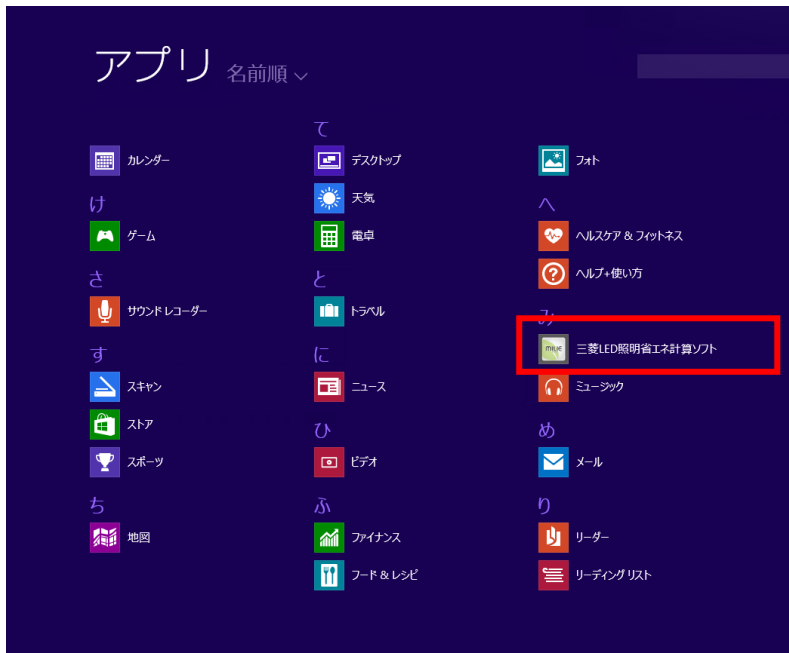 アプリ 名前順
カレンダー
け
ゲーム
さ
サウンド レコーダー
す
スキャン
ストア
スポーツ
ち
地図
て
デスクトップ
天気
電卓
と
トラベル
に
ニュース
ひ
ビデオ
ふ
ファイナンス
フード & レシピ
フォト
へ
ヘルスケア & フィットネス
ヘルプ+使い方
み
三菱LED照明省エネ計算ソフト
ミュージック
め
メール
り
リーダー
リーディング リスト